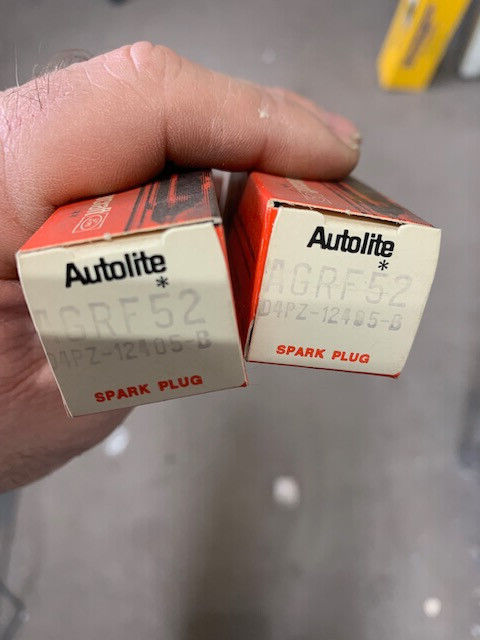 Autolite
*
AGRF52
D4PZ-12405-B
SPARK PLUG
Autolite
*
AGRF52
D4PZ-12405-B
SPARK PLUG